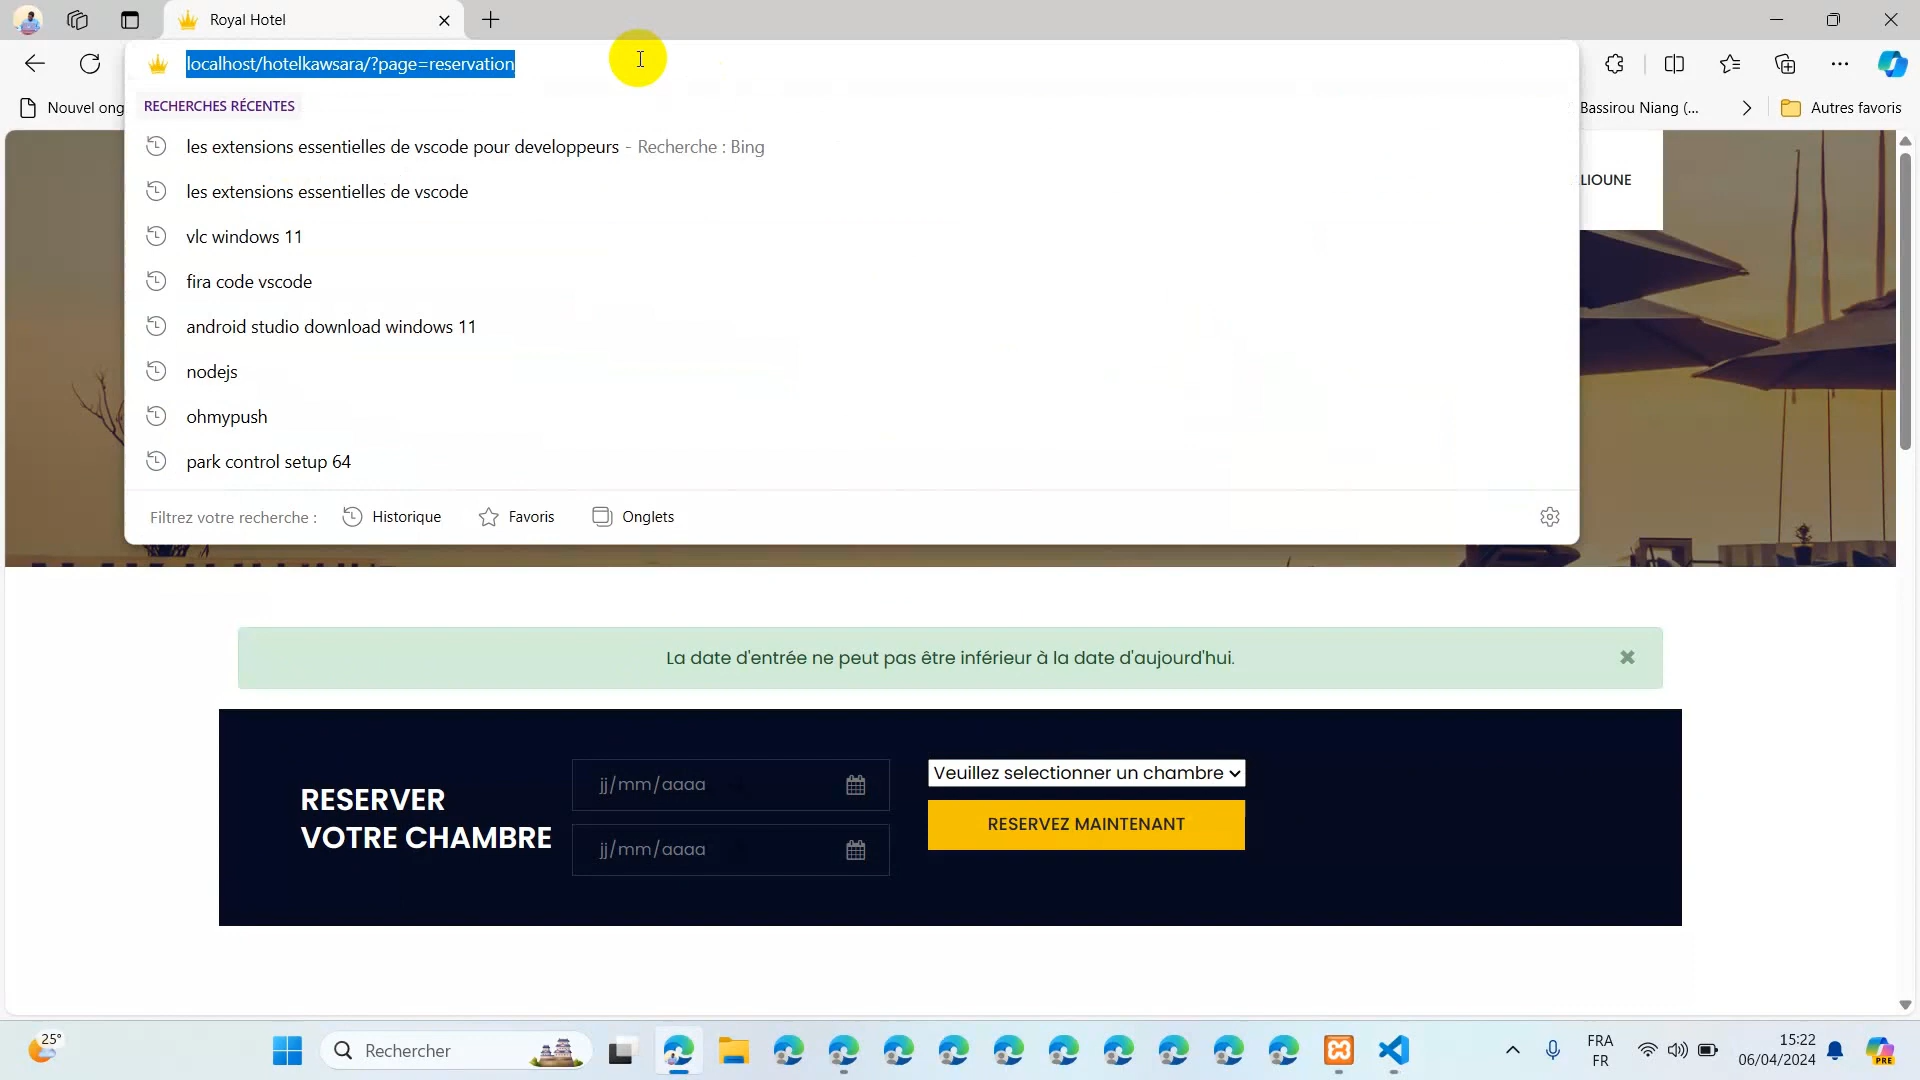 Royal Hotel
localhost/hotelkawsara/?page=reservation
Nouvel ong
Bassirou Niang (...
Autres favoris
RECHERCHES RÉCENTES
les extensions essentielles de vscode pour developpeurs - Recherche : Bing
les extensions essentielles de vscode
vlc windows 11
fira code vscode
android studio download windows 11
nodejs
ohmypush
park control setup 64
Filtrez votre recherche : Historique Favoris Onglets
LIOUNE
La date d'entrée ne peut pas être inférieur à la date d'aujourd'hui.
RESERVER
VOTRE CHAMBRE
jj/mm/aaaa
jj/mm/aaaa
Veuillez selectionner un chambre
RESERVEZ MAINTENANT
25°
Rechercher
FRA
FR
15:22
06/04/2024
PRE